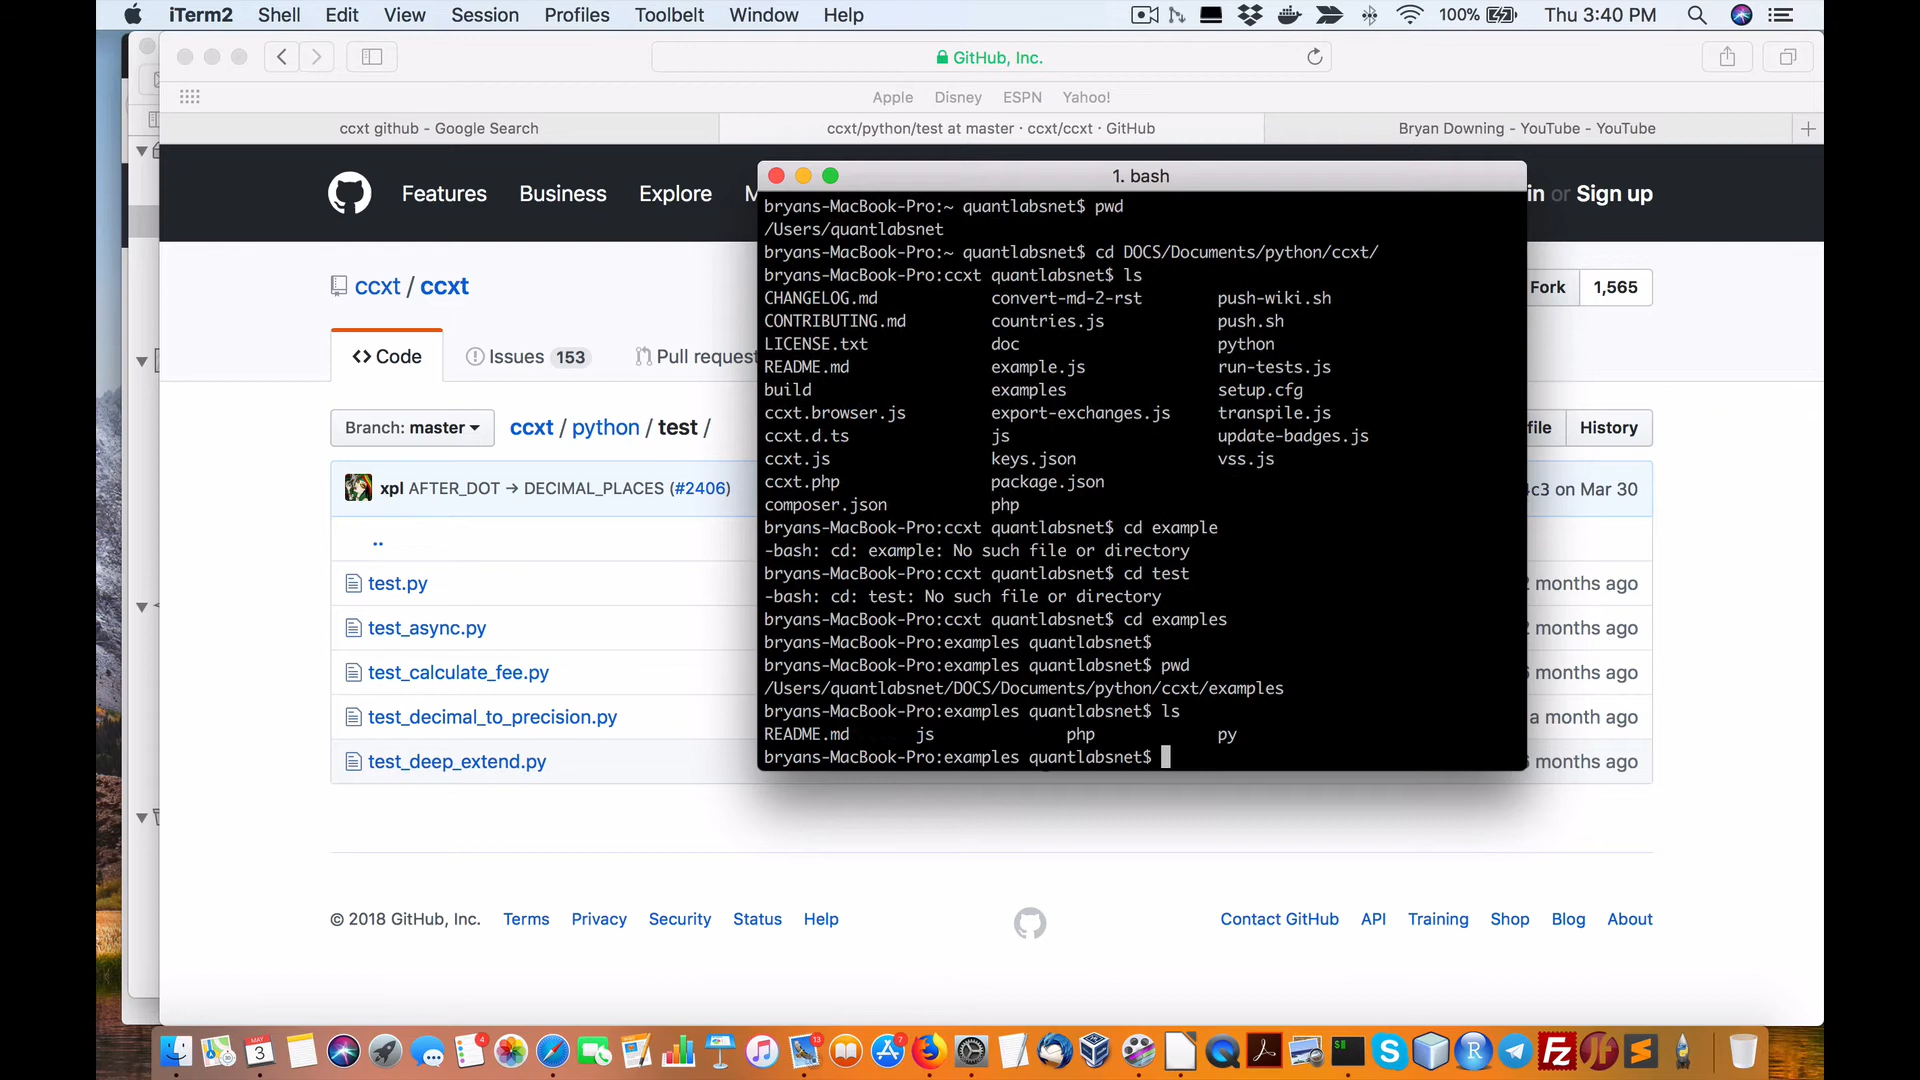 iTerm2 Shell Edit View Session Profiles Toolbelt Window Help 100% Thu 3:40 PM
GitHub, Inc.
Apple Disney ESPN Yahoo!
ccxt github - Google Search ccxt/python/test at master · ccxt/ccxt · GitHub Bryan Downing - YouTube - YouTube
Features Business Explore M in or Sign up
1. bash
bryans-MacBook-Pro:~ quantlabsnet$ pwd
/Users/quantlabsnet
bryans-MacBook-Pro:~ quantlabsnet$ cd DOCS/Documents/python/ccxt/
bryans-MacBook-Pro:ccxt quantlabsnet$ ls
CHANGELOG.md convert-md-2-rst push-wiki.sh
CONTRIBUTING.md countries.js push.sh
LICENSE.txt doc python
README.md example.js run-tests.js
build examples setup.cfg
ccxt.browser.js export-exchanges.js transpile.js
ccxt.d.ts js update-badges.js
ccxt.js keys.json vss.js
ccxt.php package.json
composer.json php
bryans-MacBook-Pro:ccxt quantlabsnet$ cd example
-bash: cd: example: No such file or directory
bryans-MacBook-Pro:ccxt quantlabsnet$ cd test
-bash: cd: test: No such file or directory
bryans-MacBook-Pro:ccxt quantlabsnet$ cd examples
bryans-MacBook-Pro:examples quantlabsnet$
bryans-MacBook-Pro:examples quantlabsnet$ pwd
/Users/quantlabsnet/DOCS/Documents/python/ccxt/examples
bryans-MacBook-Pro:examples quantlabsnet$ ls
README.md js php py
bryans-MacBook-Pro:examples quantlabsnet$
ccxt / ccxt
Fork 1,565
<> Code Issues 153 Pull request
Branch: master ccxt / python / test / file History
xpl AFTER_DOT → DECIMAL_PLACES (#2406) 4c3 on Mar 30
..
test.py 2 months ago
test_async.py 2 months ago
test_calculate_fee.py 6 months ago
test_decimal_to_precision.py a month ago
test_deep_extend.py 6 months ago
© 2018 GitHub, Inc. Terms Privacy Security Status Help Contact GitHub API Training Shop Blog About
MAY
3
4
13
7